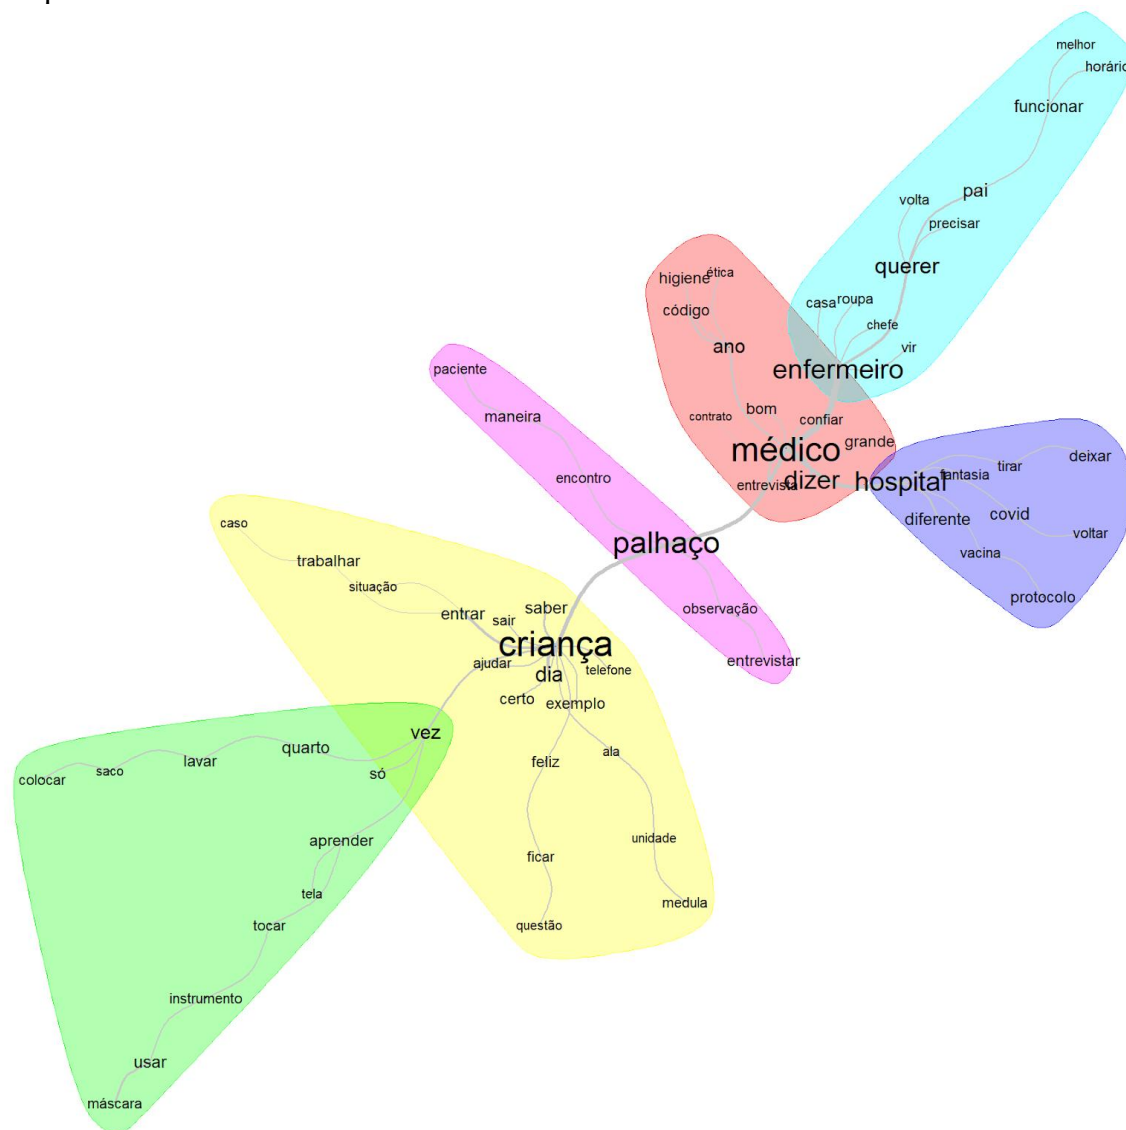 melhor
horário
funcionar
pai
volta
precisar
querer
casa
roupa
chefe
vir
enfermeiro
higiene
ética
código
ano
bom
contrato
confiar
grande
médico
entrevista
dizer
hospital
fantasia
tirar
deixar
diferente
covid
voltar
vacina
protocolo
paciente
maneira
encontro
palhaço
observação
entrevistar
caso
trabalhar
situação
entrar
sair
saber
criança
ajudar
dia
telefone
certo
exemplo
feliz
ala
ficar
unidade
questão
medula
vez
quarto
só
lavar
saco
colocar
aprender
tela
tocar
instrumento
usar
máscara